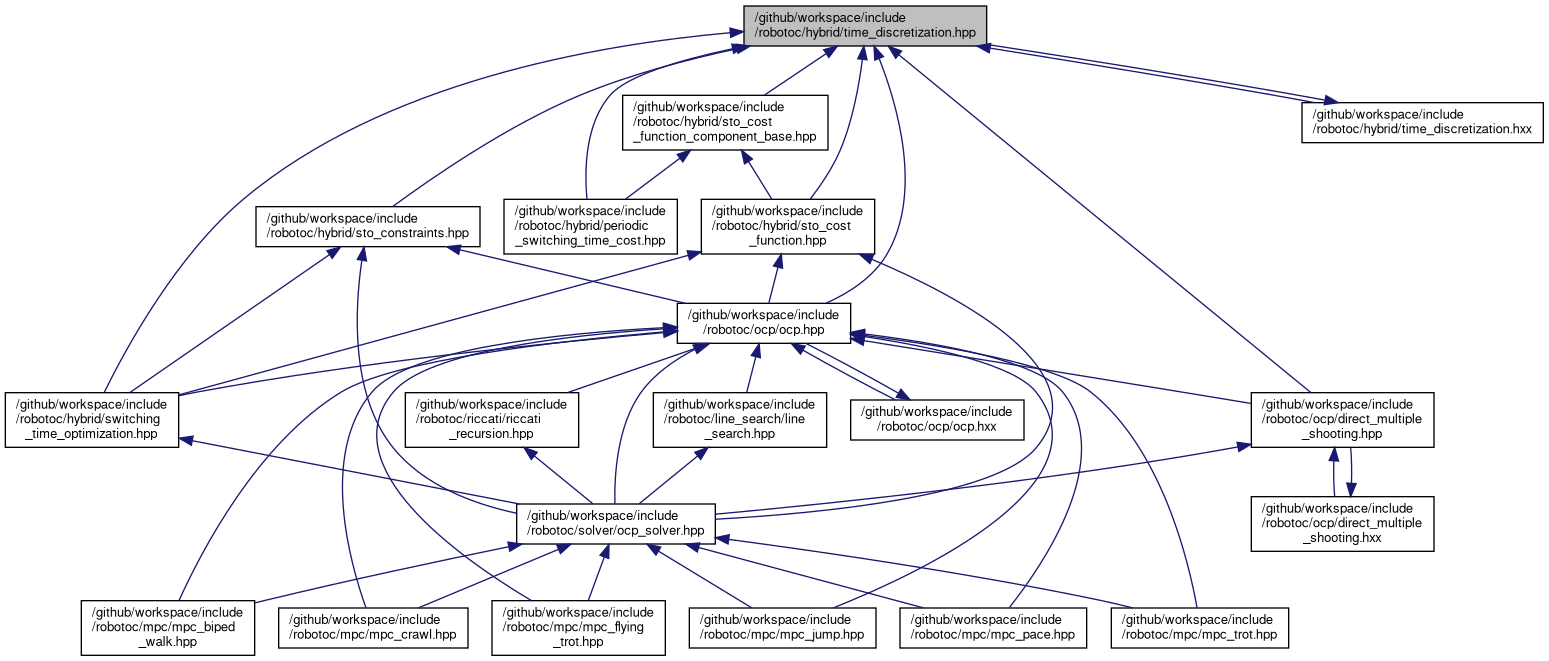 /github/workspace/include
/robotoc/hybrid/time_discretization.hpp
/github/workspace/include
/robotoc/hybrid/sto_cost
_function_component_base.hpp
/github/workspace/include
/robotoc/hybrid/time_discretization.hxx
/github/workspace/include
/robotoc/hybrid/sto_constraints.hpp
/github/workspace/include
/robotoc/hybrid/periodic
_switching_time_cost.hpp
/github/workspace/include
/robotoc/hybrid/sto_cost
_function.hpp
/github/workspace/include
/robotoc/ocp/ocp.hpp
/github/workspace/include
/robotoc/hybrid/switching
_time_optimization.hpp
/github/workspace/include
/robotoc/riccati/riccati
_recursion.hpp
/github/workspace/include
/robotoc/line_search/line
_search.hpp
/github/workspace/include
/robotoc/ocp/ocp.hxx
/github/workspace/include
/robotoc/ocp/direct_multiple
_shooting.hpp
/github/workspace/include
/robotoc/solver/ocp_solver.hpp
/github/workspace/include
/robotoc/ocp/direct_multiple
_shooting.hxx
/github/workspace/include
/robotoc/mpc/mpc_biped
_walk.hpp
/github/workspace/include
/robotoc/mpc/mpc_crawl.hpp
/github/workspace/include
/robotoc/mpc/mpc_flying
_trot.hpp
/github/workspace/include
/robotoc/mpc/mpc_jump.hpp
/github/workspace/include
/robotoc/mpc/mpc_pace.hpp
/github/workspace/include
/robotoc/mpc/mpc_trot.hpp